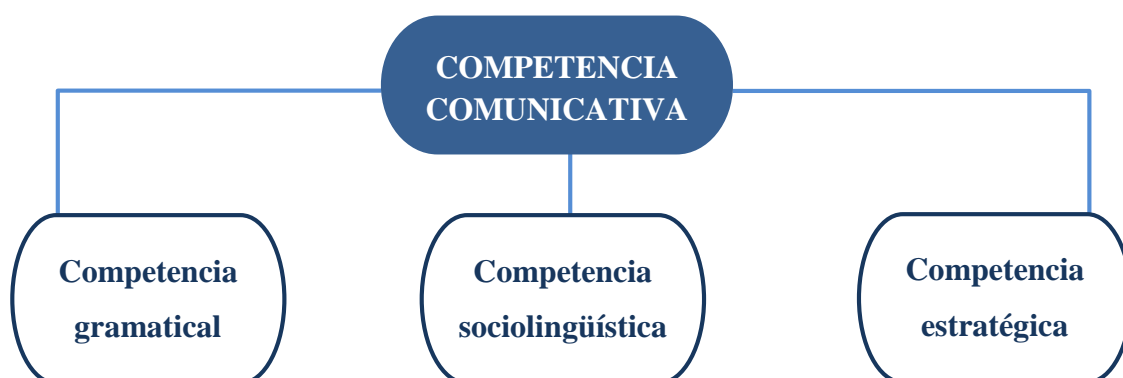 COMPETENCIA
COMUNICATIVA
Competencia
gramatical
Competencia
sociolingüística
Competencia
estratégica